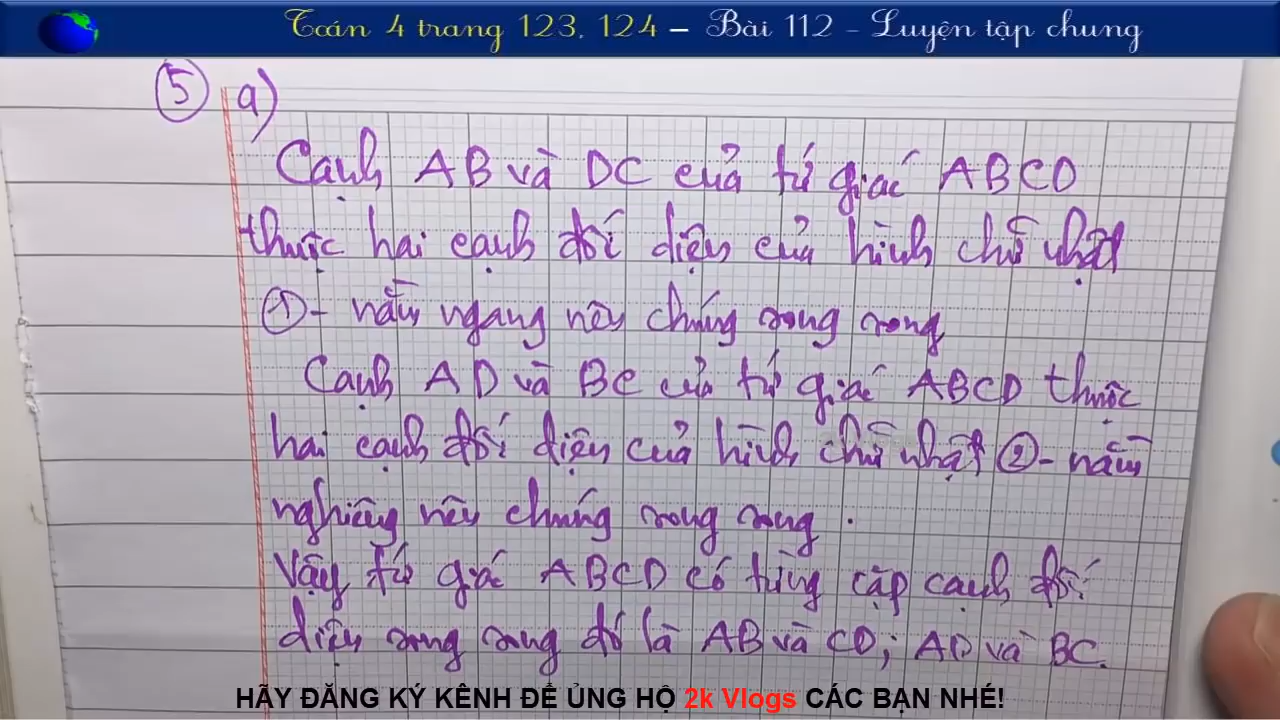 Toán 4 trang 123, 124 – Bài 112 - Luyện tập chung
5 a)
Cạnh AB và DC của tứ giác ABCD
thuộc hai cạnh đối diện của hình chữ nhật
①- nằm ngang nên chúng song song
Cạnh AD và BC của tứ giác ABCD thuộc
hai cạnh đối diện của hình chữ nhật ②- nằm
nghiêng nên chúng song song.
Vậy tứ giác ABCD có từng cặp cạnh đối
diện song song đó là AB và CD; AD và BC.
HÃY ĐĂNG KÝ KÊNH ĐỂ ỦNG HỘ 2k Vlogs CÁC BẠN NHÉ!